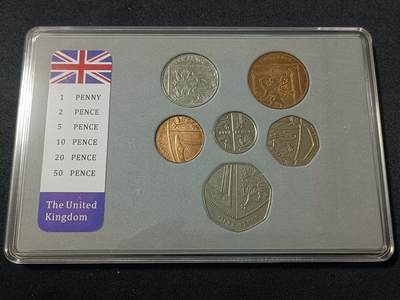 1 PENNY
2 PENCE
5 PENCE
10 PENCE
20 PENCE
50 PENCE
The United
Kingdom